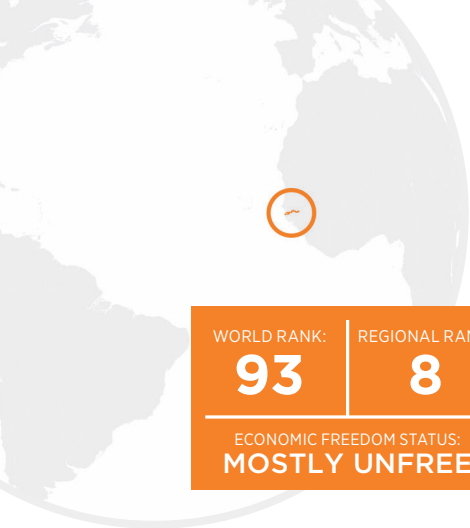 WORLD RANK: REGIONAL RAN
93 8
ECONOMIC FREEDOM STATUS:
MOSTLY UNFREE